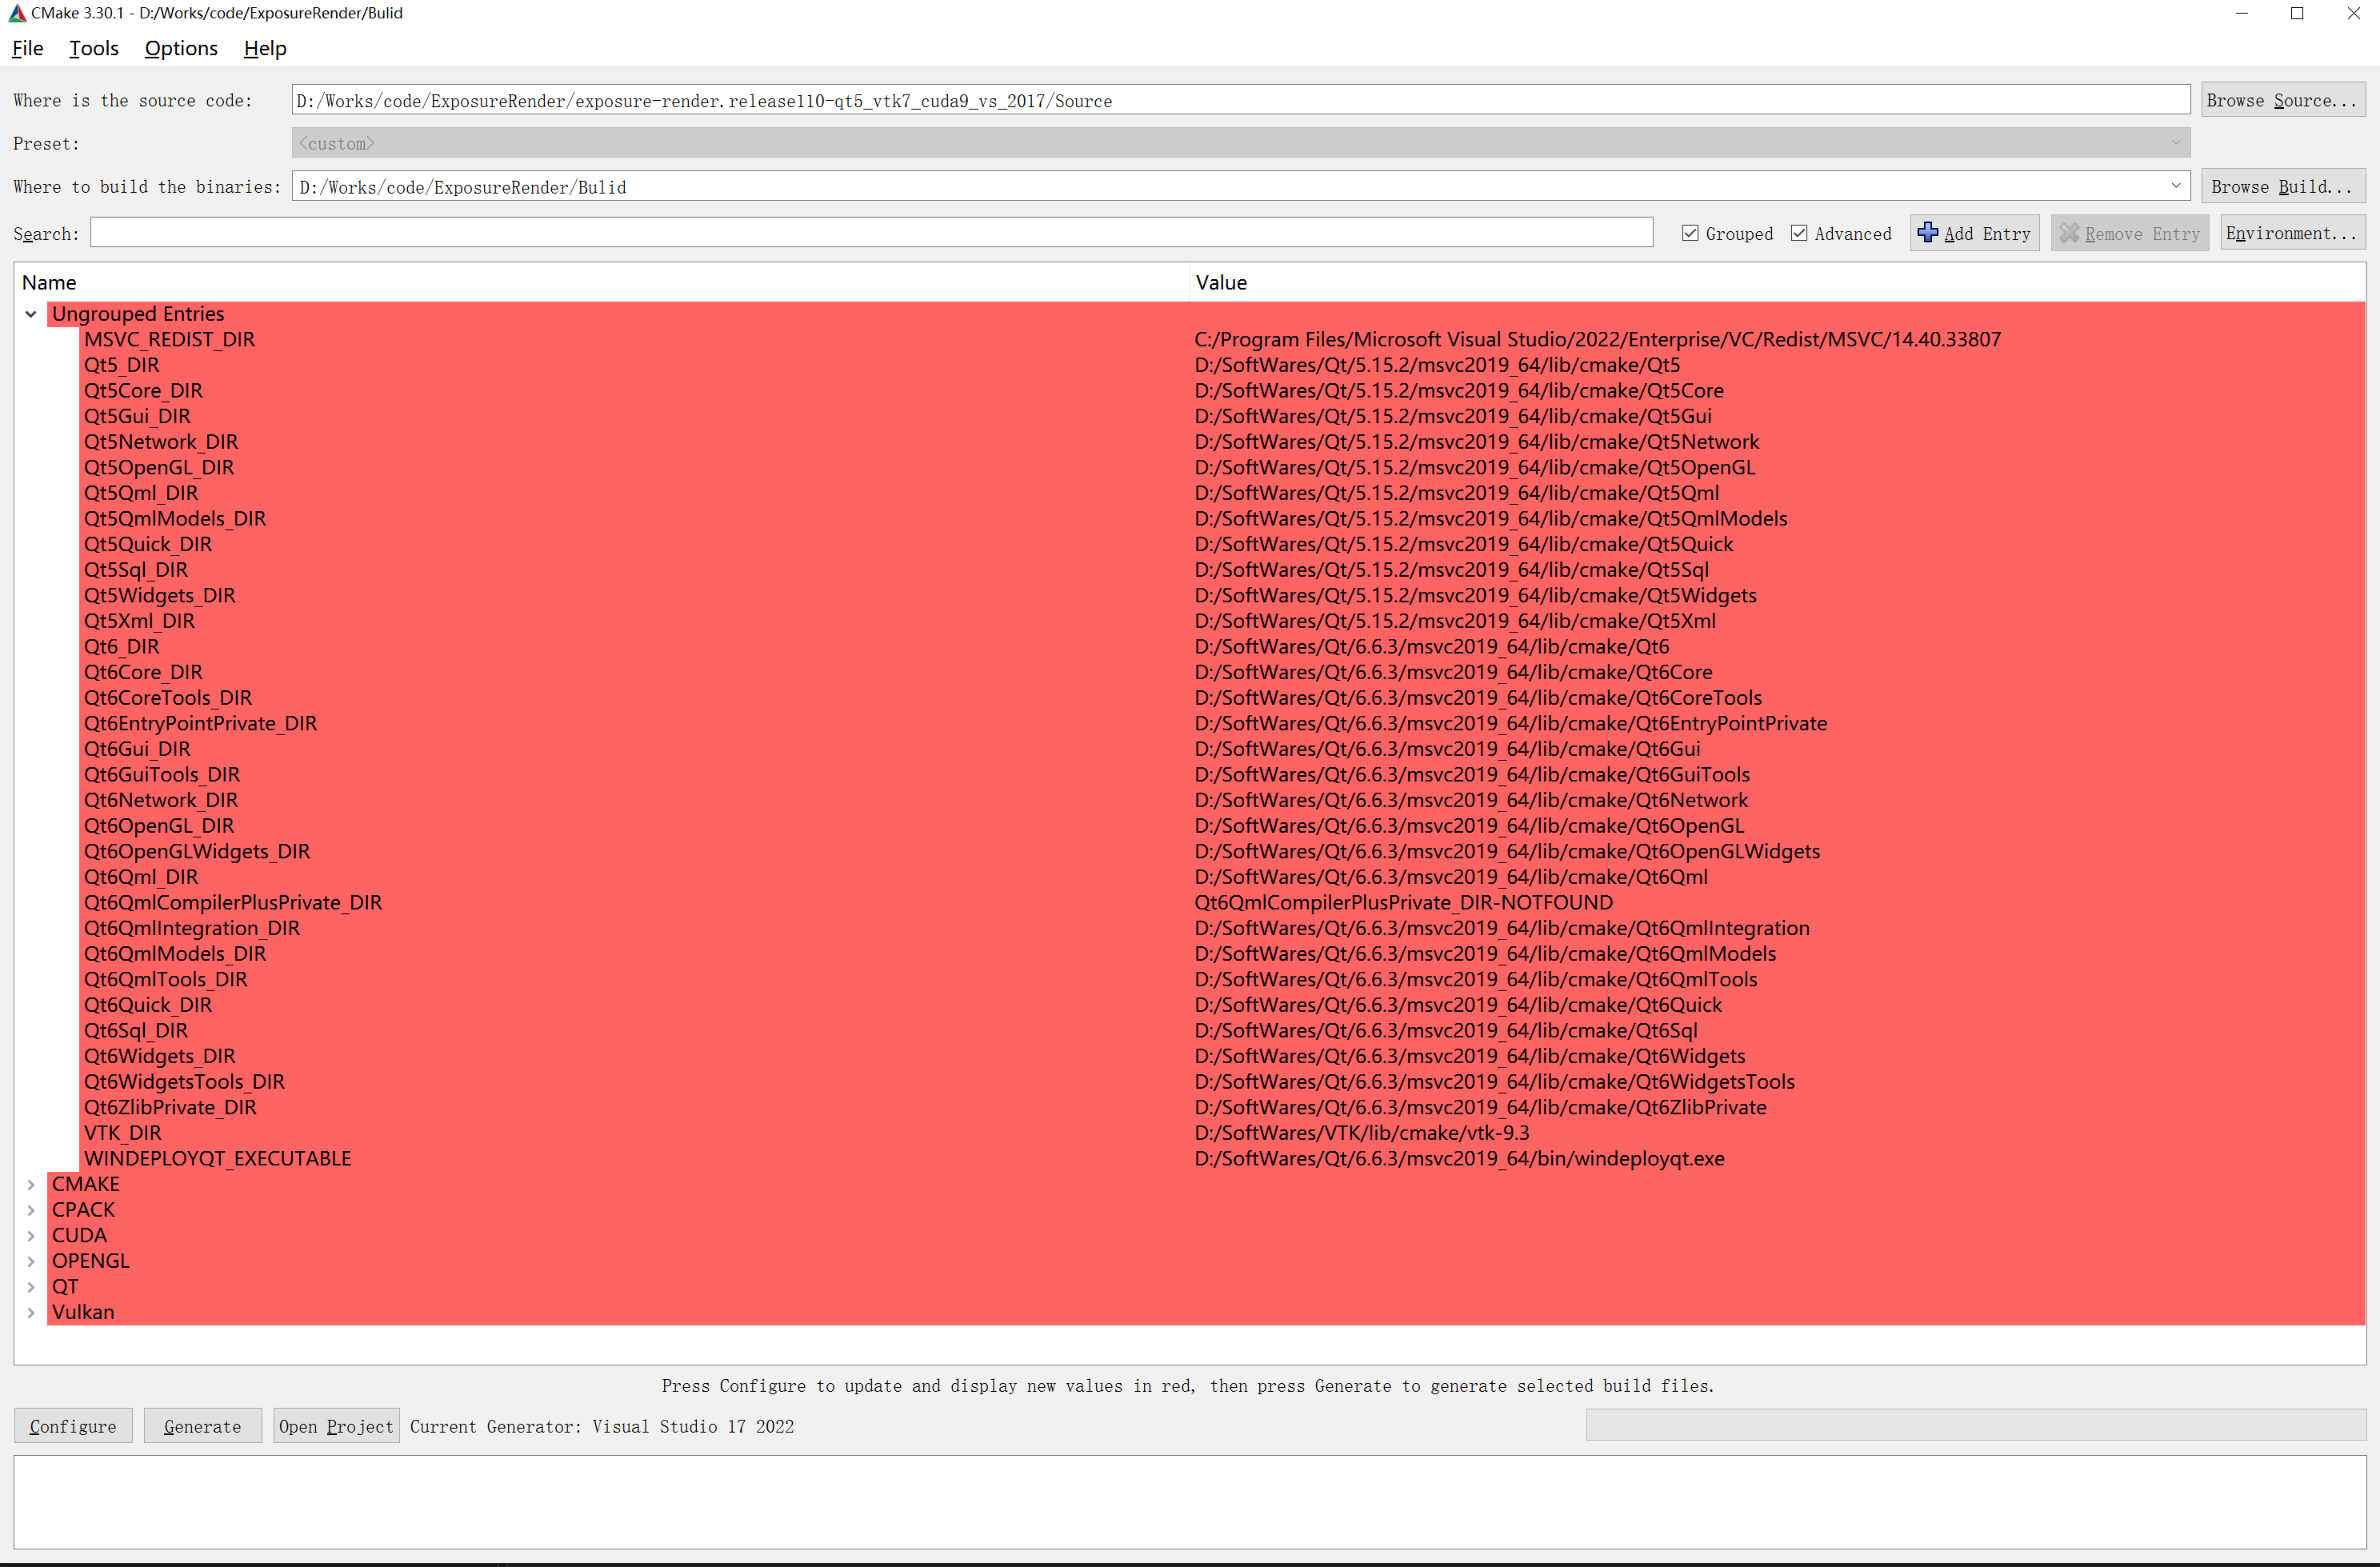 CMake 3.30.1 - D:/Works/code/ExposureRender/Bulid
File Tools Options Help
Where is the source code: D:/Works/code/ExposureRender/exposure-render.release110-qt5_vtk7_cuda9_vs_2017/Source Browse Source...
Preset: <custom>
Where to build the binaries: D:/Works/code/ExposureRender/Bulid Browse Build...
Search: Grouped Advanced Add Entry Remove Entry Environment...
Name Value
Ungrouped Entries
MSVC_REDIST_DIR C:/Program Files/Microsoft Visual Studio/2022/Enterprise/VC/Redist/MSVC/14.40.33807
Qt5_DIR D:/SoftWares/Qt/5.15.2/msvc2019_64/lib/cmake/Qt5
Qt5Core_DIR D:/SoftWares/Qt/5.15.2/msvc2019_64/lib/cmake/Qt5Core
Qt5Gui_DIR D:/SoftWares/Qt/5.15.2/msvc2019_64/lib/cmake/Qt5Gui
Qt5Network_DIR D:/SoftWares/Qt/5.15.2/msvc2019_64/lib/cmake/Qt5Network
Qt5OpenGL_DIR D:/SoftWares/Qt/5.15.2/msvc2019_64/lib/cmake/Qt5OpenGL
Qt5Qml_DIR D:/SoftWares/Qt/5.15.2/msvc2019_64/lib/cmake/Qt5Qml
Qt5QmlModels_DIR D:/SoftWares/Qt/5.15.2/msvc2019_64/lib/cmake/Qt5QmlModels
Qt5Quick_DIR D:/SoftWares/Qt/5.15.2/msvc2019_64/lib/cmake/Qt5Quick
Qt5Sql_DIR D:/SoftWares/Qt/5.15.2/msvc2019_64/lib/cmake/Qt5Sql
Qt5Widgets_DIR D:/SoftWares/Qt/5.15.2/msvc2019_64/lib/cmake/Qt5Widgets
Qt5Xml_DIR D:/SoftWares/Qt/5.15.2/msvc2019_64/lib/cmake/Qt5Xml
Qt6_DIR D:/SoftWares/Qt/6.6.3/msvc2019_64/lib/cmake/Qt6
Qt6Core_DIR D:/SoftWares/Qt/6.6.3/msvc2019_64/lib/cmake/Qt6Core
Qt6CoreTools_DIR D:/SoftWares/Qt/6.6.3/msvc2019_64/lib/cmake/Qt6CoreTools
Qt6EntryPointPrivate_DIR D:/SoftWares/Qt/6.6.3/msvc2019_64/lib/cmake/Qt6EntryPointPrivate
Qt6Gui_DIR D:/SoftWares/Qt/6.6.3/msvc2019_64/lib/cmake/Qt6Gui
Qt6GuiTools_DIR D:/SoftWares/Qt/6.6.3/msvc2019_64/lib/cmake/Qt6GuiTools
Qt6Network_DIR D:/SoftWares/Qt/6.6.3/msvc2019_64/lib/cmake/Qt6Network
Qt6OpenGL_DIR D:/SoftWares/Qt/6.6.3/msvc2019_64/lib/cmake/Qt6OpenGL
Qt6OpenGLWidgets_DIR D:/SoftWares/Qt/6.6.3/msvc2019_64/lib/cmake/Qt6OpenGLWidgets
Qt6Qml_DIR D:/SoftWares/Qt/6.6.3/msvc2019_64/lib/cmake/Qt6Qml
Qt6QmlCompilerPlusPrivate_DIR Qt6QmlCompilerPlusPrivate_DIR-NOTFOUND
Qt6QmlIntegration_DIR D:/SoftWares/Qt/6.6.3/msvc2019_64/lib/cmake/Qt6QmlIntegration
Qt6QmlModels_DIR D:/SoftWares/Qt/6.6.3/msvc2019_64/lib/cmake/Qt6QmlModels
Qt6QmlTools_DIR D:/SoftWares/Qt/6.6.3/msvc2019_64/lib/cmake/Qt6QmlTools
Qt6Quick_DIR D:/SoftWares/Qt/6.6.3/msvc2019_64/lib/cmake/Qt6Quick
Qt6Sql_DIR D:/SoftWares/Qt/6.6.3/msvc2019_64/lib/cmake/Qt6Sql
Qt6Widgets_DIR D:/SoftWares/Qt/6.6.3/msvc2019_64/lib/cmake/Qt6Widgets
Qt6WidgetsTools_DIR D:/SoftWares/Qt/6.6.3/msvc2019_64/lib/cmake/Qt6WidgetsTools
Qt6ZlibPrivate_DIR D:/SoftWares/Qt/6.6.3/msvc2019_64/lib/cmake/Qt6ZlibPrivate
VTK_DIR D:/SoftWares/VTK/lib/cmake/vtk-9.3
WINDEPLOYQT_EXECUTABLE D:/SoftWares/Qt/6.6.3/msvc2019_64/bin/windeployqt.exe
CMAKE
CPACK
CUDA
OPENGL
QT
Vulkan
Press Configure to update and display new values in red, then press Generate to generate selected build files.
Configure Generate Open Project Current Generator: Visual Studio 17 2022